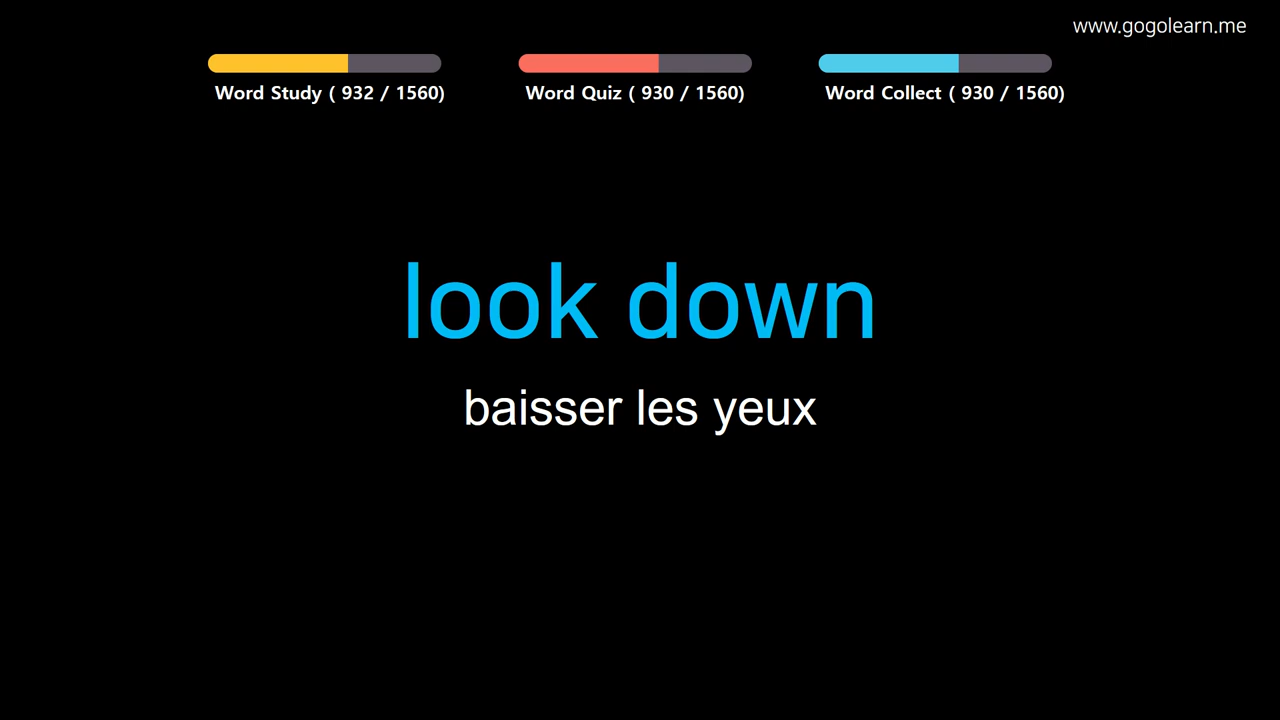 www.gogolearn.me
Word Study ( 932 / 1560)
Word Quiz ( 930 / 1560)
Word Collect ( 930 / 1560)
look down
baisser les yeux